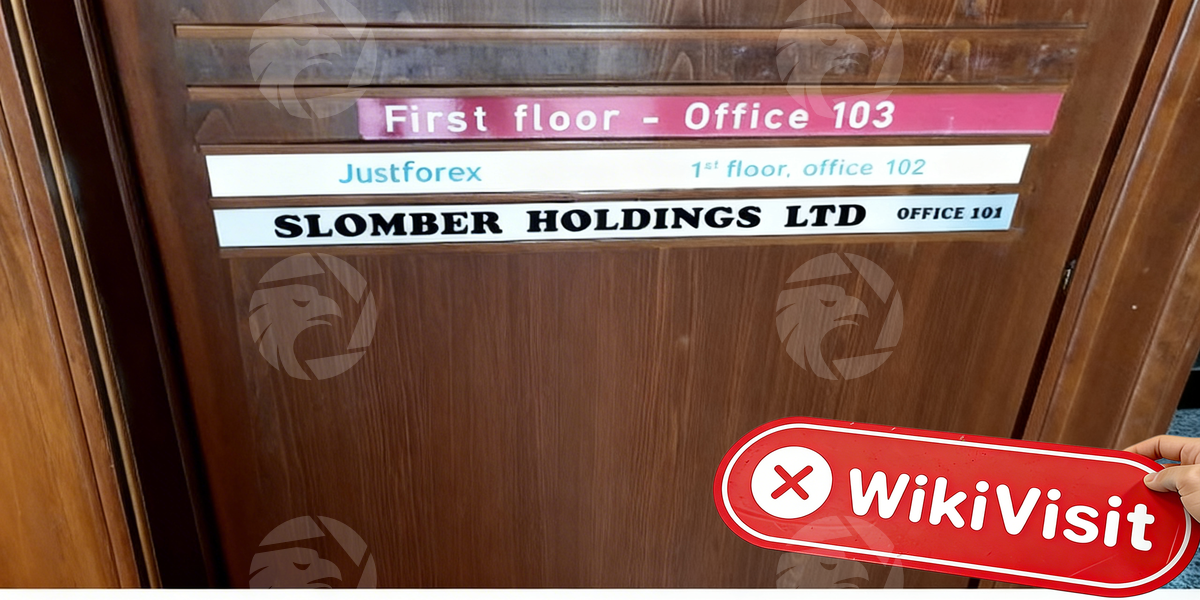 First floor - Office 103
Justforex 1st floor, office 102
SLOMBER HOLDINGS LTD OFFICE 101
WikiVisit